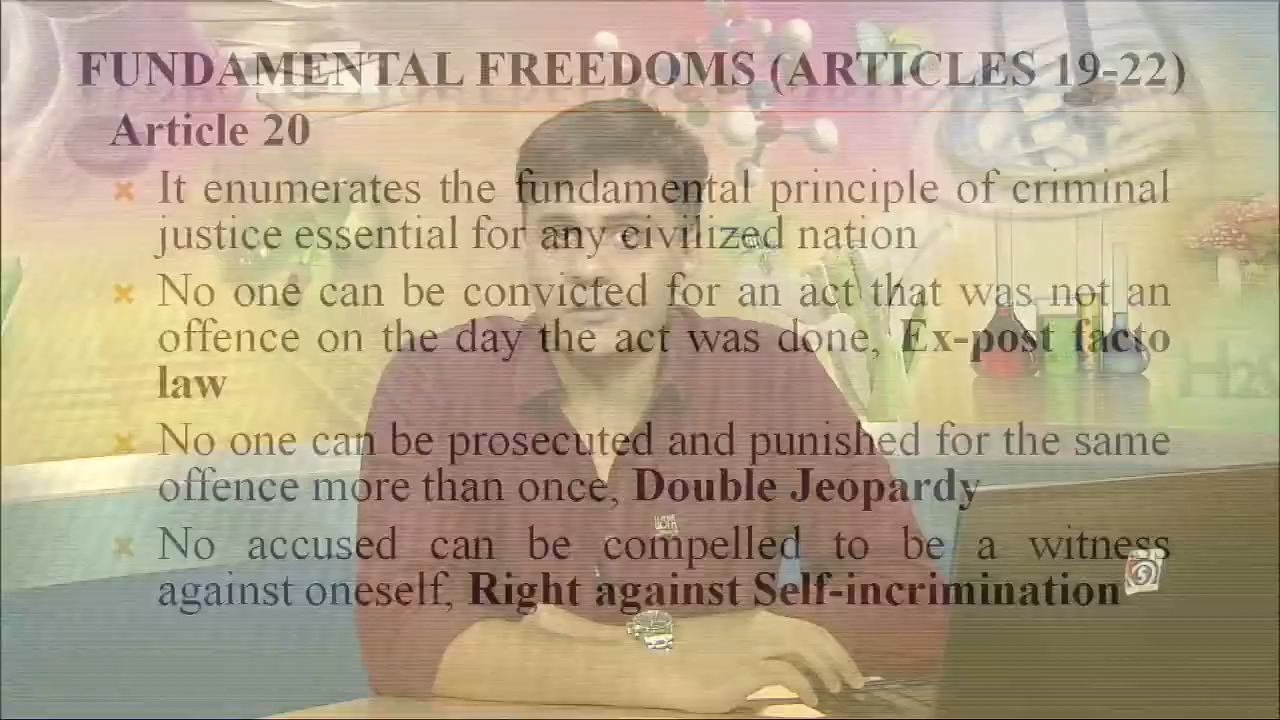 FUNDAMENTAL FREEDOMS (ARTICLES 19-22)
Article 20
It enumerates the fundamental principle of criminal
justice essential for any civilized nation
No one can be convicted for an act that was not an
offence on the day the act was done, Ex-post facto
law
No one can be prosecuted and punished for the same
offence more than once, Double Jeopardy
No accused can be compelled to be a witness
against oneself, Right against Self-incrimination